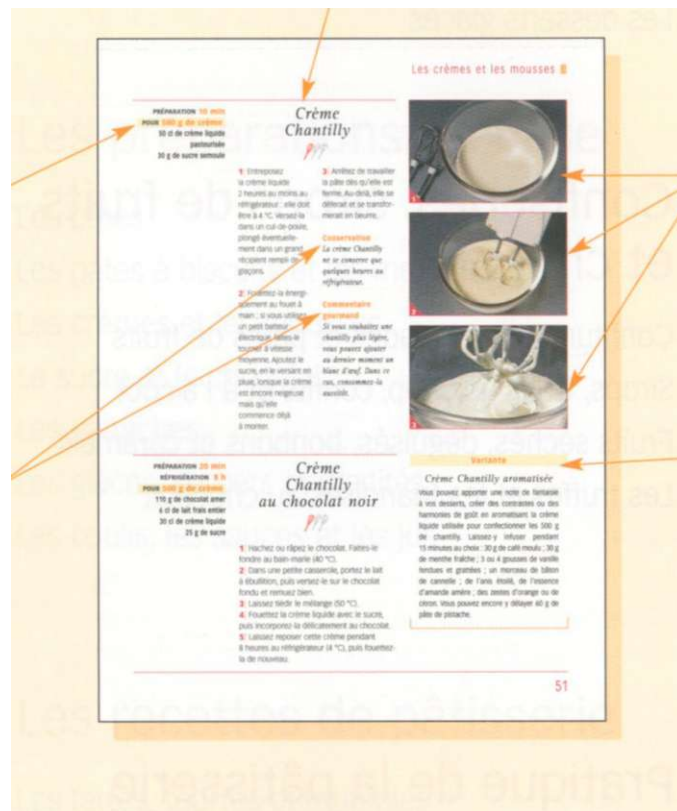 Les crèmes et les mousses
PRÉPARATION 10 min
POUR 500 g de crème
50 cl de crème liquide
pasteurisée
30 g de sucre semoule
Crème
Chantilly
1 Entreposez
la crème liquide
2 heures au moins au
réfrigérateur : elle doit
être à 4 °C. Versez-la
dans un cul-de-poule,
plongé éventuelle-
ment dans un grand
récipient rempli de
glaçons.
2 Fouettez-la énergi-
quement au fouet à
main ; si vous utilisez
un petit batteur
électrique, faites-le
tourner à vitesse
moyenne. Ajoutez le
sucre, en le versant en
pluie, lorsque la crème
est encore neigeuse
mais qu'elle
commence déjà
à monter.
3 Arrêtez de travailler
la pâte dès qu'elle est
ferme. Au-delà, elle se
déferait et se transfor-
merait en beurre.
Conservation
La crème Chantilly
ne se conserve que
quelques heures au
réfrigérateur.
Commentaire
gourmand
Si vous souhaitez une
chantilly plus légère,
vous pouvez ajouter
au dernier moment un
blanc d'œuf. Dans ce
cas, consommez-la
aussitôt.
1
2
3
PRÉPARATION 20 min
RÉFRIGÉRATION 8 h
POUR 500 g de crème
110 g de chocolat amer
6 cl de lait frais entier
30 cl de crème liquide
25 g de sucre
Crème
Chantilly
au chocolat noir
1 Hachez ou râpez le chocolat. Faites-le
fondre au bain-marie (40 °C).
2 Dans une petite casserole, portez le lait
à ébullition, puis versez-le sur le chocolat
fondu et remuez bien.
3 Laissez tiédir le mélange (50 °C).
4 Fouettez la crème liquide avec le sucre,
puis incorporez-la délicatement au chocolat.
5 Laissez reposer cette crème pendant
8 heures au réfrigérateur (4 °C), puis fouettez-
la de nouveau.
Variante
Crème Chantilly aromatisée
Vous pouvez apporter une note de fantaisie
à vos desserts, créer des contrastes ou des
harmonies de goût en aromatisant la crème
liquide utilisée pour confectionner les 500 g
de chantilly. Laissez-y infuser pendant
15 minutes au choix : 30 g de café moulu ; 30 g
de menthe fraîche ; 3 ou 4 gousses de vanille
fendues et grattées ; un morceau de bâton
de cannelle ; de l'anis étoilé, de l'essence
d'amande amère ; des zestes d'orange ou de
citron. Vous pouvez encore y délayer 60 g de
pâte de pistache.
51